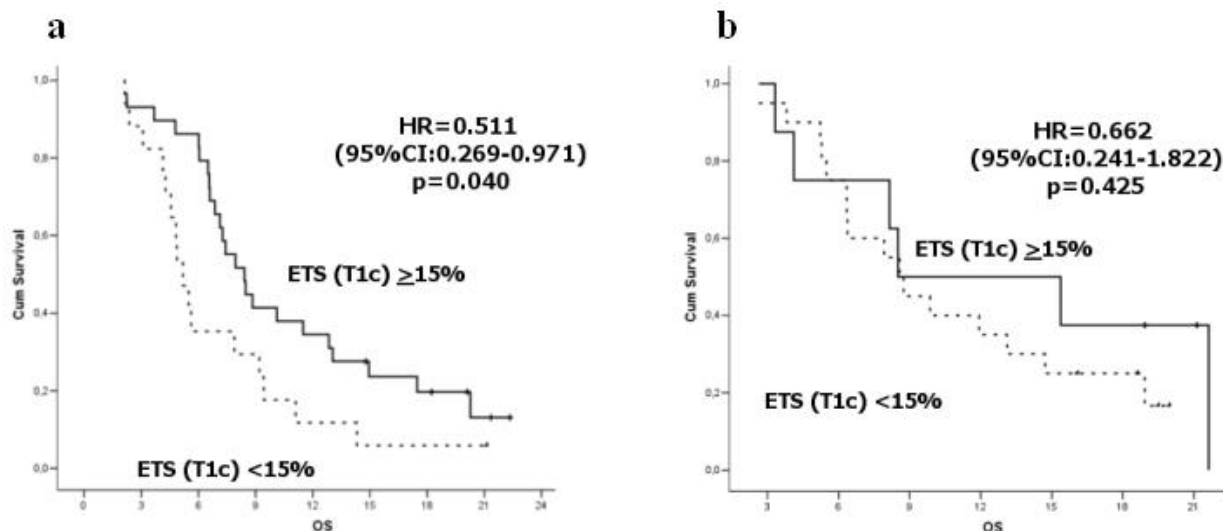 a
1,0
0,8
0,6
0,4
0,2
0,0
Cum Survival
HR=0.511
(95%CI:0.269-0.971)
p=0.040
ETS (T1c) ≥15%
ETS (T1c) <15%
0 3 6 9 12 15 18 21 24
OS
b
1,0
0,8
0,6
0,4
0,2
0,0
Cum Survival
HR=0.662
(95%CI:0.241-1.822)
p=0.425
ETS (T1c) ≥15%
ETS (T1c) <15%
3 6 9 12 15 18 21
OS